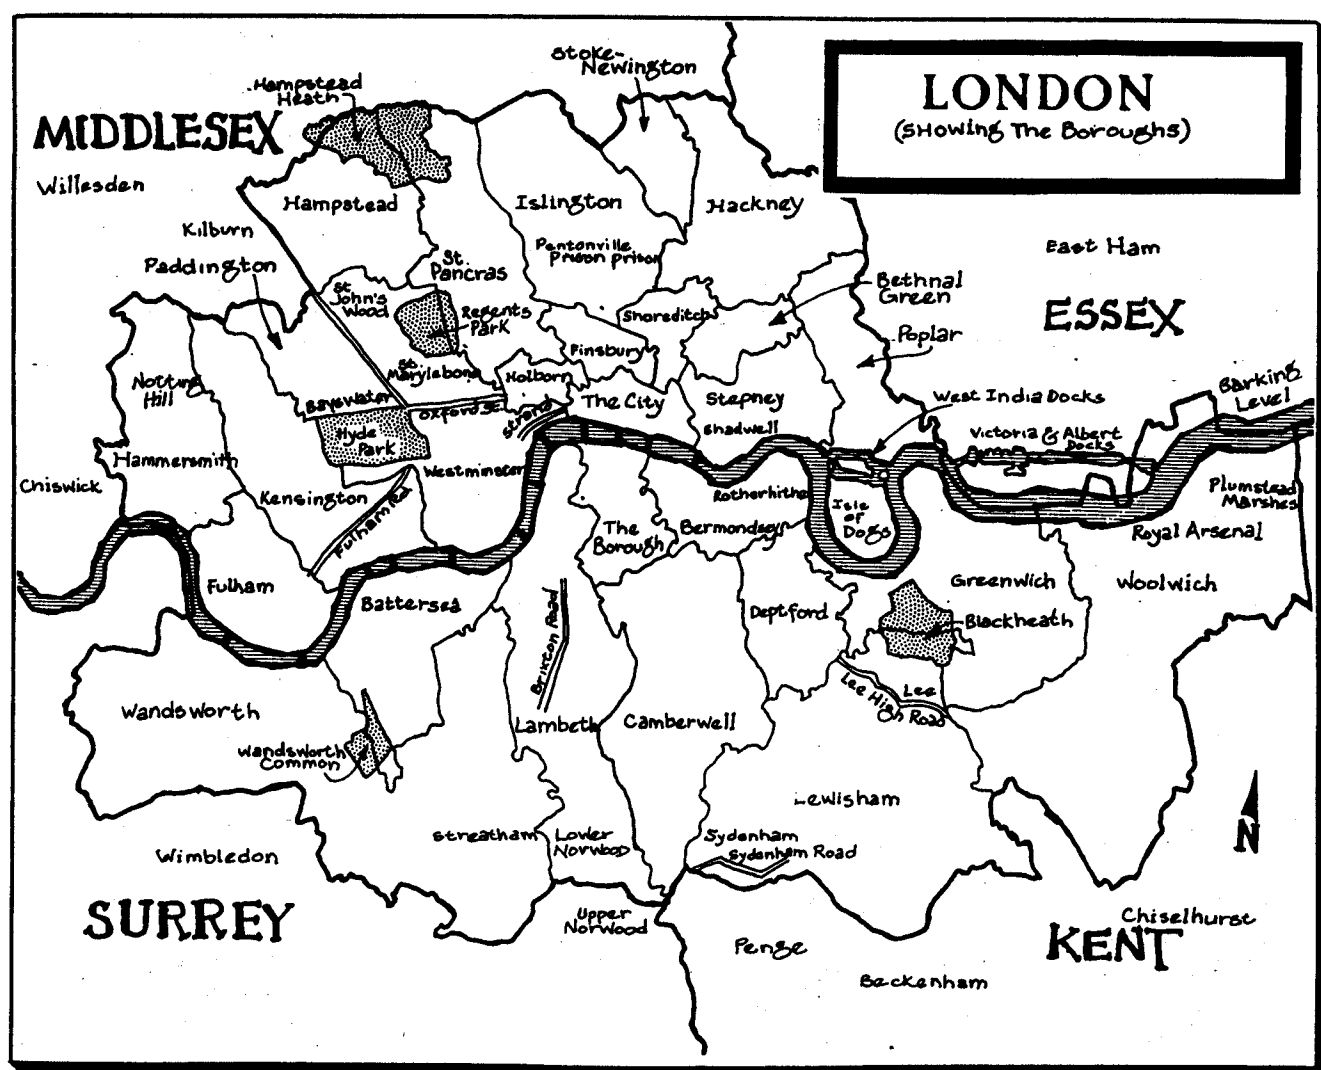 LONDON
(Showing The Boroughs)
Stoke-
Newington
Hampstead
Heath
MIDDLESEX
Willesden
Hampstead
Islington
Hackney
Kilburn
Pentonville
Prison prison
East Ham
Paddington
St.
Pancras
Bethnal
Green
St
John's
Wood
Regents
Park
Shoreditch
ESSEX
Poplar
Finsbury
St.
Marylebone
Holborn
Notting
Hill
Bayswater
Oxford St.
Strand
The City
Stepney
West India Docks
Barking
Level
Shadwell
Victoria & Albert
Docks
Hyde
Park
Hammersmith
Westminster
Chiswick
Kensington
Fulham Rd
Rotherhithe
Plumstead
Marshes
Isle
of
Dogs
The
Borough
Bermondsey
Royal Arsenal
Fulham
Battersea
Greenwich
Woolwich
Brixton Road
Deptford
Blackheath
Lee
Lee High Road
Wandsworth
Lambeth
Camberwell
Wandsworth
Common
Lewisham
Streatham
Lower
Norwood
Sydenham
Sydenham Road
N
Wimbledon
SURREY
Upper
Norwood
Penge
Chiselhurst
KENT
Beckenham